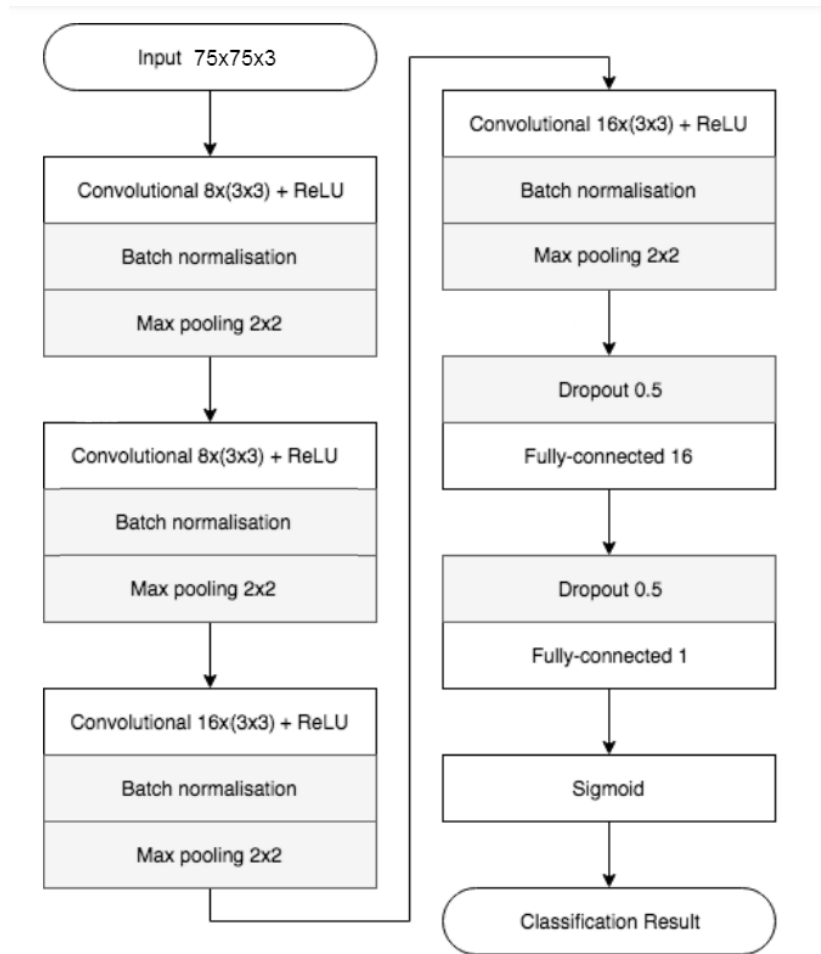 Input 75x75x3
Convolutional 8x(3x3) + ReLU
Batch normalisation
Max pooling 2x2
Convolutional 8x(3x3) + ReLU
Batch normalisation
Max pooling 2x2
Convolutional 16x(3x3) + ReLU
Batch normalisation
Max pooling 2x2
Convolutional 16x(3x3) + ReLU
Batch normalisation
Max pooling 2x2
Dropout 0.5
Fully-connected 16
Dropout 0.5
Fully-connected 1
Sigmoid
Classification Result